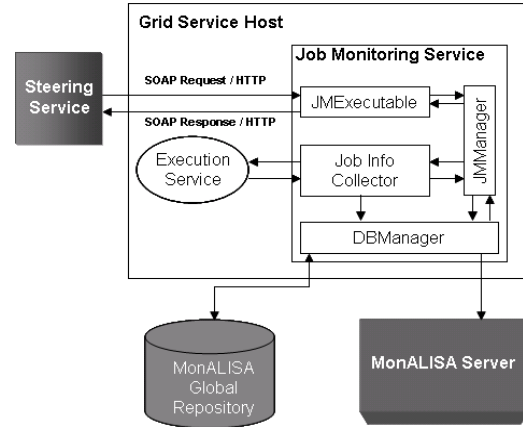 Grid Service Host
Job Monitoring Service
Steering
Service
SOAP Request / HTTP
JMExecutable
SOAP Response / HTTP
JMManager
Execution
Service
Job Info
Collector
DBManager
MonALISA
Global
Repository
MonALISA Server